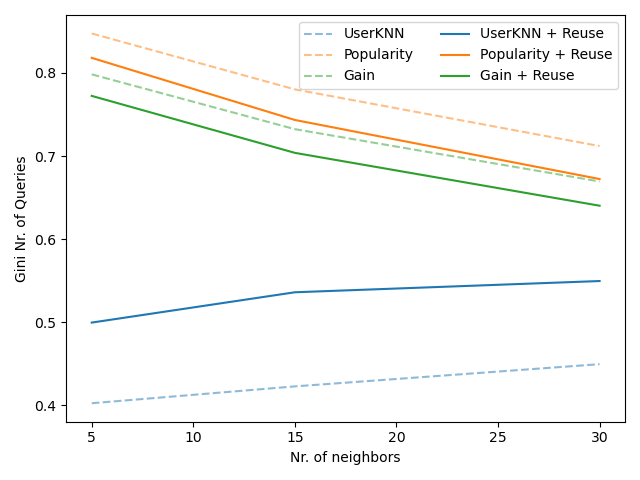 UserKNN
Popularity
Gain
UserKNN + Reuse
Popularity + Reuse
Gain + Reuse
Gini Nr. of Queries
0.8
0.7
0.6
0.5
0.4
5
10
15
20
25
30
Nr. of neighbors